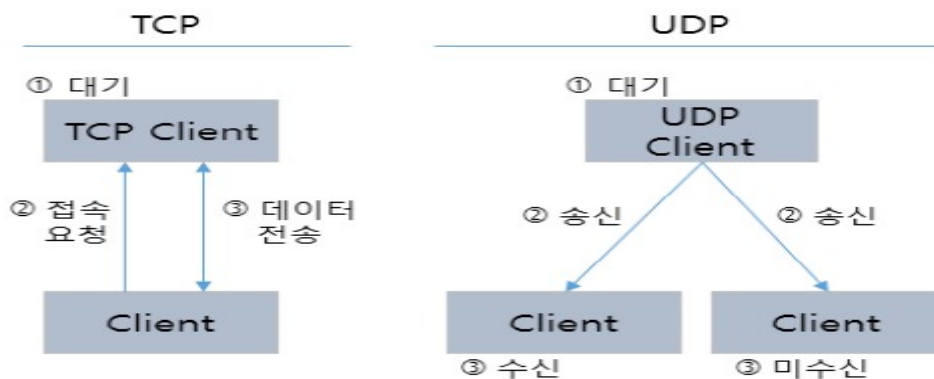 TCP
① 대기
TCP Client
② 접속
요청
③ 데이터
전송
Client
UDP
① 대기
UDP
Client
② 송신
② 송신
Client
Client
③ 수신
③ 미수신